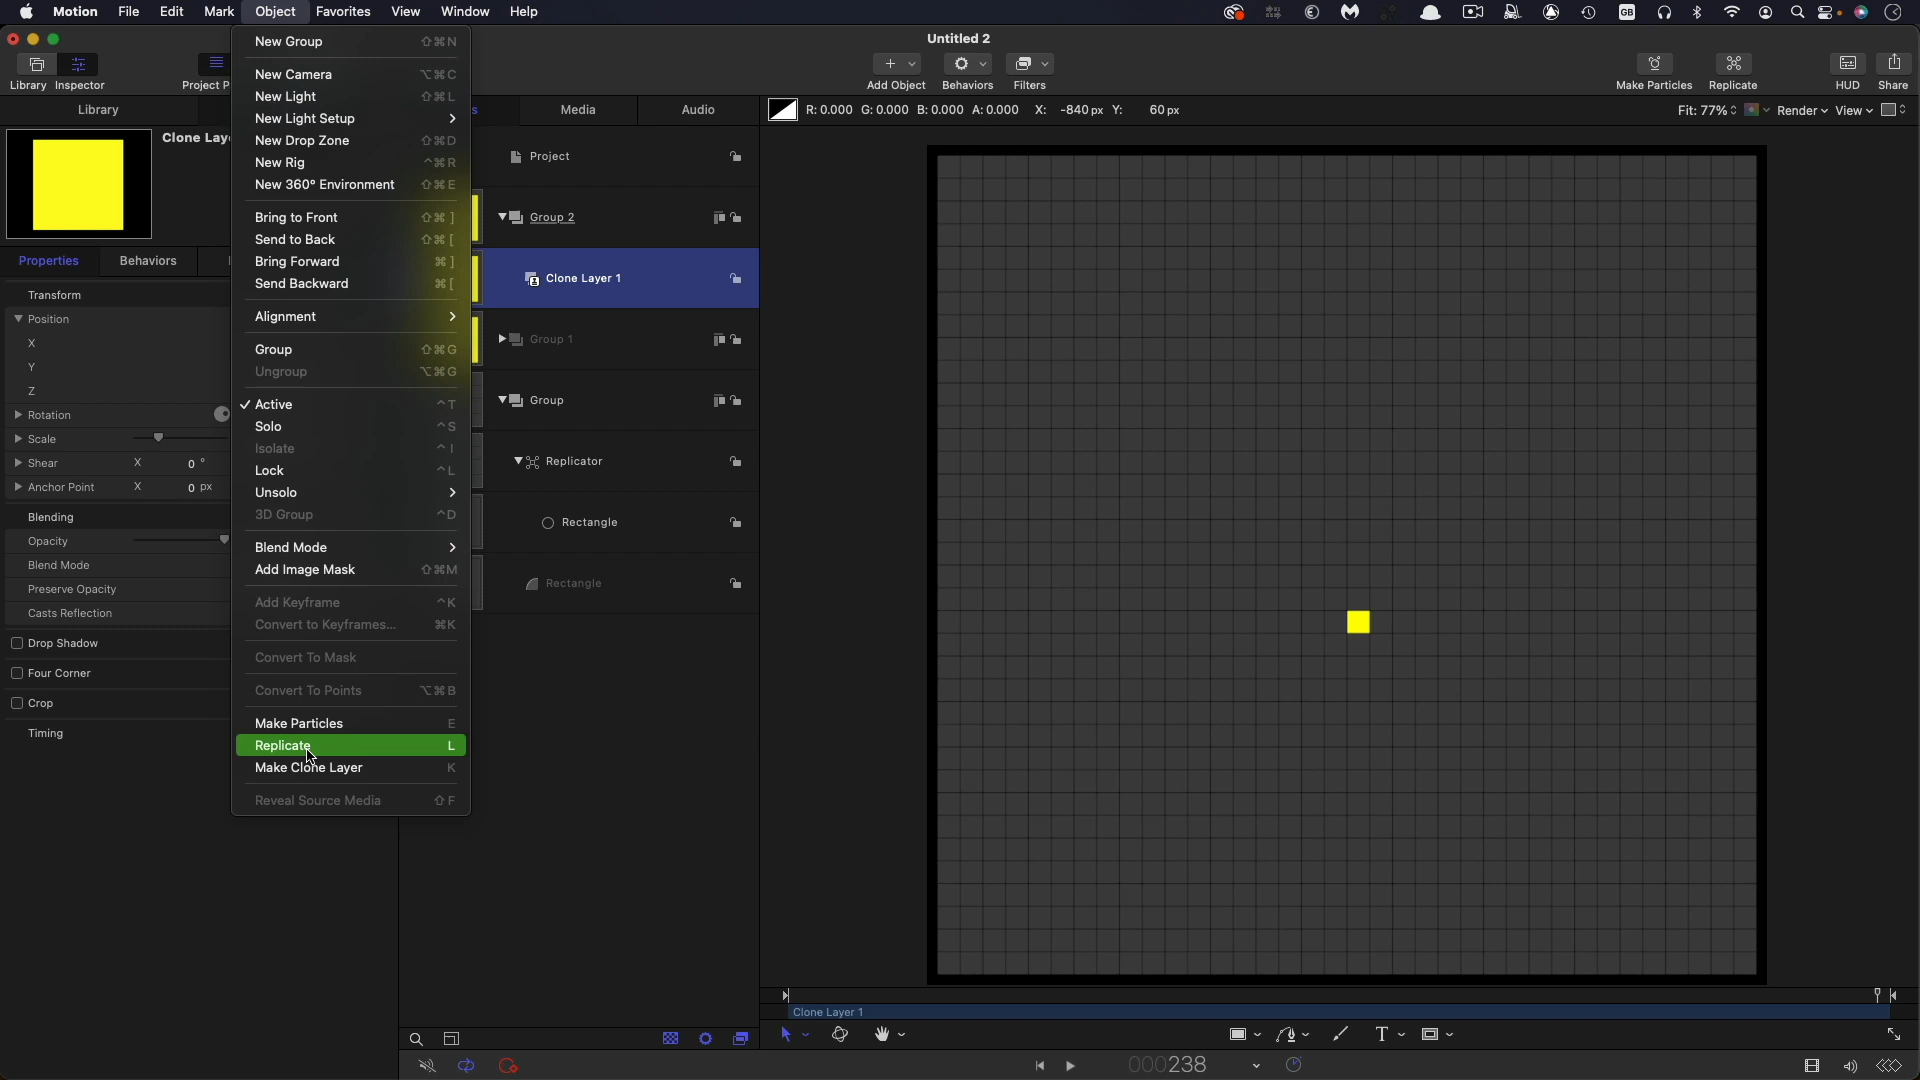 Motion File Edit Mark Object Favorites View Window Help
Untitled 2
Library Inspector Project P Add Object Behaviors Filters Make Particles Replicate HUD Share
Library s Media Audio R: 0.000 G: 0.000 B: 0.000 A: 0.000 X: -840 px Y: 60 px Fit: 77% Render View
Clone Lay
Properties Behaviors
Transform
Position
X
Y
Z
Rotation
Scale
Shear X 0 °
Anchor Point X 0 px
Blending
Opacity
Blend Mode
Preserve Opacity
Casts Reflection
Drop Shadow
Four Corner
Crop
Timing
New Group ⇧⌘N
New Camera ⌥⌘C
New Light ⇧⌘L
New Light Setup
New Drop Zone ⇧⌘D
New Rig ^⌘R
New 360° Environment ⇧⌘E
Bring to Front ⇧⌘]
Send to Back ⇧⌘[
Bring Forward ⌘]
Send Backward ⌘[
Alignment
Group ⇧⌘G
Ungroup ⌥⌘G
✓ Active ^T
Solo ^S
Isolate ^I
Lock ^L
Unsolo
3D Group ^D
Blend Mode
Add Image Mask ⇧⌘M
Add Keyframe ^K
Convert to Keyframes... ⌘K
Convert To Mask
Convert To Points ⌥⌘B
Make Particles E
Replicate L
Make Clone Layer K
Reveal Source Media ⇧F
Project
Group 2
Clone Layer 1
Group 1
Group
Replicator
Rectangle
Rectangle
Clone Layer 1
T
000238